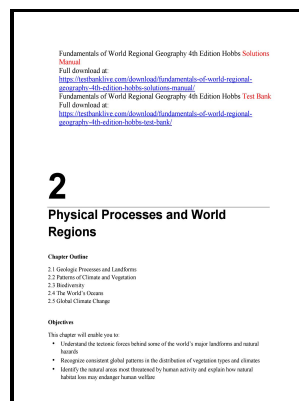 Fundamentals of World Regional Geography 4th Edition Hobbs Solutions
Manual
Full download at:
https://testbanklive.com/download/fundamentals-of-world-regional-
geography-4th-edition-hobbs-solutions-manual/
Fundamentals of World Regional Geography 4th Edition Hobbs Test Bank
Full download at:
https://testbanklive.com/download/fundamentals-of-world-regional-
geography-4th-edition-hobbs-test-bank/
2
Physical Processes and World
Regions
Chapter Outline
2.1 Geologic Processes and Landforms
2.2 Patterns of Climate and Vegetation
2.3 Biodiversity
2.4 The World's Oceans
2.5 Global Climate Change
Objectives
This chapter will enable you to:
• Understand the tectonic forces behind some of the world's major landforms and natural
hazards
• Recognize consistent global patterns in the distribution of vegetation types and climates
• Identify the natural areas most threatened by human activity and explain how natural
habitat loss may endanger human welfare